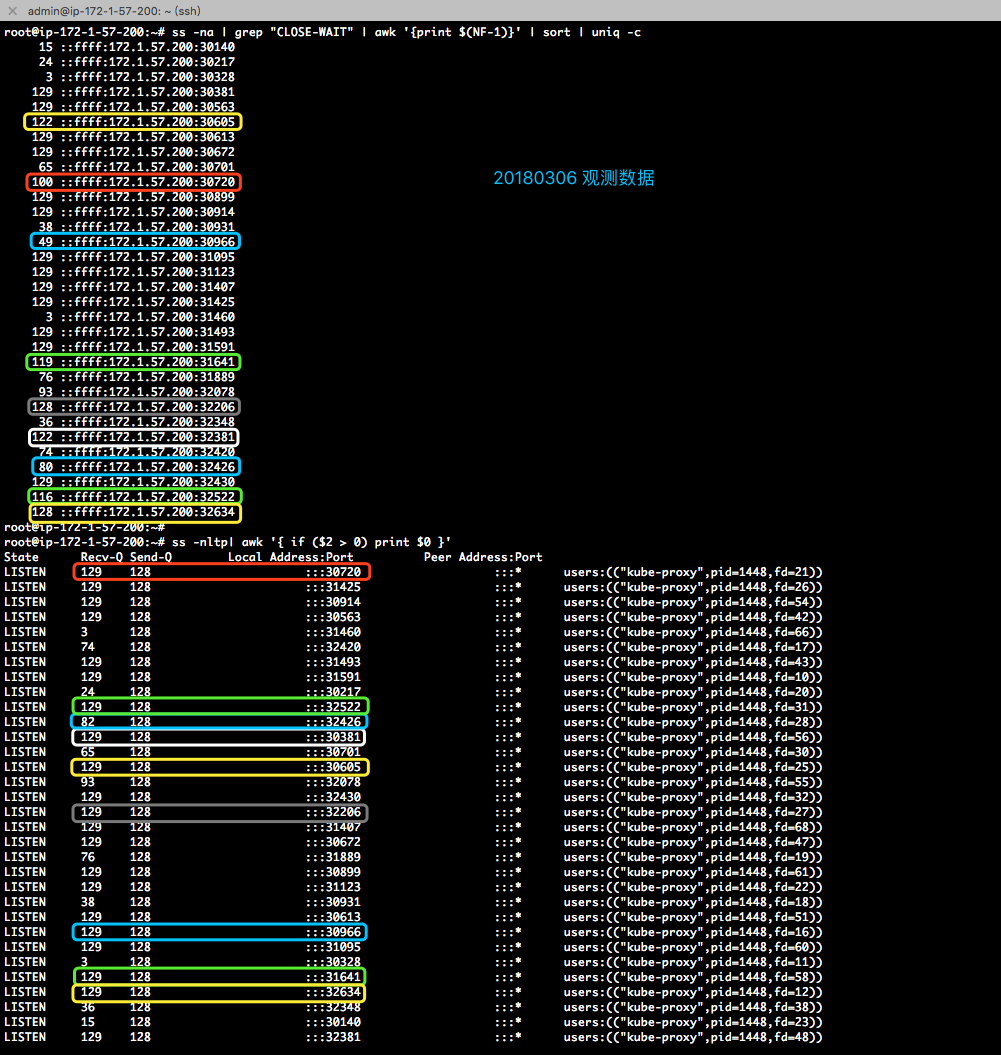 admin@ip-172-1-57-200: ~ (ssh)
root@ip-172-1-57-200:~# ss -na | grep "CLOSE-WAIT" | awk '{print $(NF-1)}' | sort | uniq -c
15 ::ffff:172.1.57.200:30140
24 ::ffff:172.1.57.200:30217
3 ::ffff:172.1.57.200:30328
129 ::ffff:172.1.57.200:30381
129 ::ffff:172.1.57.200:30563
122 ::ffff:172.1.57.200:30605
129 ::ffff:172.1.57.200:30613
129 ::ffff:172.1.57.200:30672
65 ::ffff:172.1.57.200:30701
20180306 观测数据
100 ::ffff:172.1.57.200:30720
129 ::ffff:172.1.57.200:30899
129 ::ffff:172.1.57.200:30914
38 ::ffff:172.1.57.200:30931
49 ::ffff:172.1.57.200:30966
129 ::ffff:172.1.57.200:31095
129 ::ffff:172.1.57.200:31123
129 ::ffff:172.1.57.200:31407
129 ::ffff:172.1.57.200:31425
3 ::ffff:172.1.57.200:31460
129 ::ffff:172.1.57.200:31493
129 ::ffff:172.1.57.200:31591
119 ::ffff:172.1.57.200:31641
76 ::ffff:172.1.57.200:31889
93 ::ffff:172.1.57.200:32078
128 ::ffff:172.1.57.200:32206
36 ::ffff:172.1.57.200:32348
122 ::ffff:172.1.57.200:32381
74 ::ffff:172.1.57.200:32420
80 ::ffff:172.1.57.200:32426
129 ::ffff:172.1.57.200:32430
116 ::ffff:172.1.57.200:32522
128 ::ffff:172.1.57.200:32634
root@ip-172-1-57-200:~#
root@ip-172-1-57-200:~# ss -nltp| awk '{ if ($2 > 0) print $0 }'
State Recv-Q Send-Q Local Address:Port Peer Address:Port
LISTEN 129 128 :::30720 :::* users:(("kube-proxy",pid=1448,fd=21))
LISTEN 129 128 :::31425 :::* users:(("kube-proxy",pid=1448,fd=26))
LISTEN 129 128 :::30914 :::* users:(("kube-proxy",pid=1448,fd=54))
LISTEN 129 128 :::30563 :::* users:(("kube-proxy",pid=1448,fd=42))
LISTEN 3 128 :::31460 :::* users:(("kube-proxy",pid=1448,fd=66))
LISTEN 74 128 :::32420 :::* users:(("kube-proxy",pid=1448,fd=17))
LISTEN 129 128 :::31493 :::* users:(("kube-proxy",pid=1448,fd=43))
LISTEN 129 128 :::31591 :::* users:(("kube-proxy",pid=1448,fd=10))
LISTEN 24 128 :::30217 :::* users:(("kube-proxy",pid=1448,fd=20))
LISTEN 129 128 :::32522 :::* users:(("kube-proxy",pid=1448,fd=31))
LISTEN 82 128 :::32426 :::* users:(("kube-proxy",pid=1448,fd=28))
LISTEN 129 128 :::30381 :::* users:(("kube-proxy",pid=1448,fd=56))
LISTEN 65 128 :::30701 :::* users:(("kube-proxy",pid=1448,fd=30))
LISTEN 129 128 :::30605 :::* users:(("kube-proxy",pid=1448,fd=25))
LISTEN 93 128 :::32078 :::* users:(("kube-proxy",pid=1448,fd=55))
LISTEN 129 128 :::32430 :::* users:(("kube-proxy",pid=1448,fd=32))
LISTEN 129 128 :::32206 :::* users:(("kube-proxy",pid=1448,fd=27))
LISTEN 129 128 :::31407 :::* users:(("kube-proxy",pid=1448,fd=68))
LISTEN 129 128 :::30672 :::* users:(("kube-proxy",pid=1448,fd=47))
LISTEN 76 128 :::31889 :::* users:(("kube-proxy",pid=1448,fd=19))
LISTEN 129 128 :::30899 :::* users:(("kube-proxy",pid=1448,fd=61))
LISTEN 129 128 :::31123 :::* users:(("kube-proxy",pid=1448,fd=22))
LISTEN 38 128 :::30931 :::* users:(("kube-proxy",pid=1448,fd=18))
LISTEN 129 128 :::30613 :::* users:(("kube-proxy",pid=1448,fd=51))
LISTEN 129 128 :::30966 :::* users:(("kube-proxy",pid=1448,fd=16))
LISTEN 129 128 :::31095 :::* users:(("kube-proxy",pid=1448,fd=60))
LISTEN 3 128 :::30328 :::* users:(("kube-proxy",pid=1448,fd=11))
LISTEN 129 128 :::31641 :::* users:(("kube-proxy",pid=1448,fd=58))
LISTEN 129 128 :::32634 :::* users:(("kube-proxy",pid=1448,fd=12))
LISTEN 36 128 :::32348 :::* users:(("kube-proxy",pid=1448,fd=38))
LISTEN 15 128 :::30140 :::* users:(("kube-proxy",pid=1448,fd=23))
LISTEN 129 128 :::32381 :::* users:(("kube-proxy",pid=1448,fd=48))